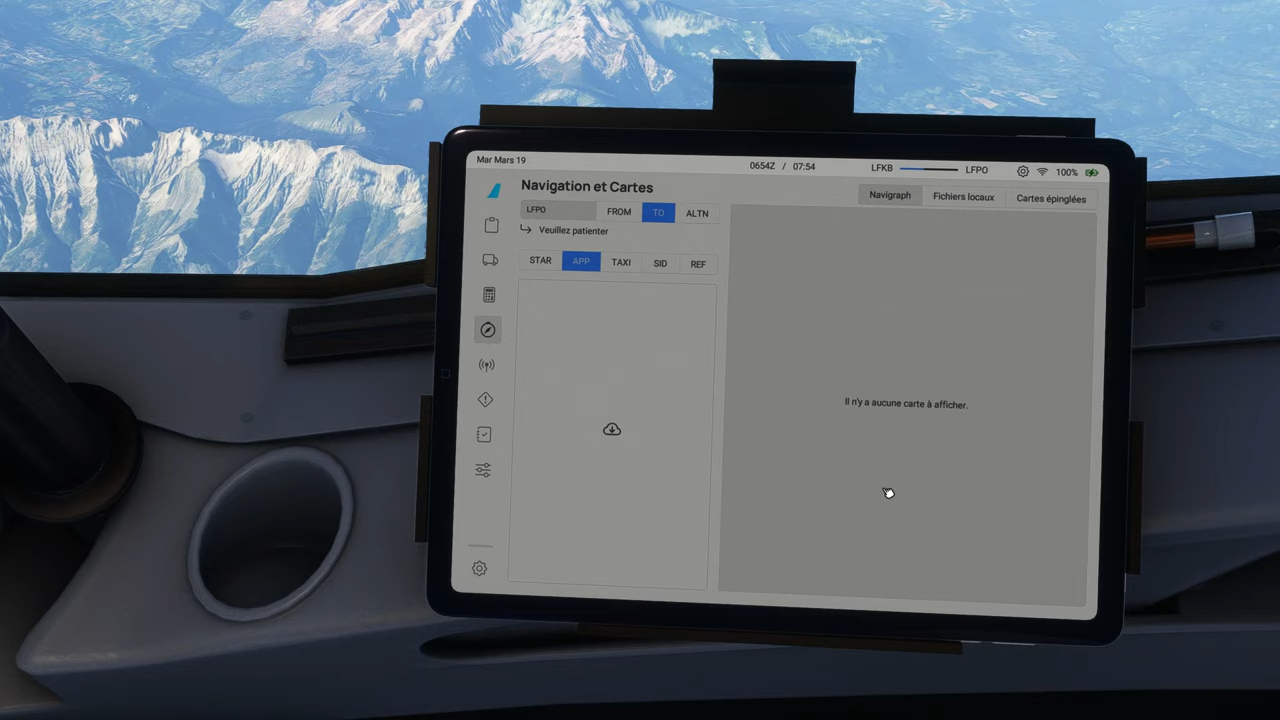 Mar Mars 19
0654Z / 07:54
LFKB
LFPO
100%
Navigation et Cartes
Navigraph
Fichiers locaux
Cartes épinglées
LFPO
FROM
TO
ALTN
Veuillez patienter
STAR
APP
TAXI
SID
REF
Il n'y a aucune carte à afficher.